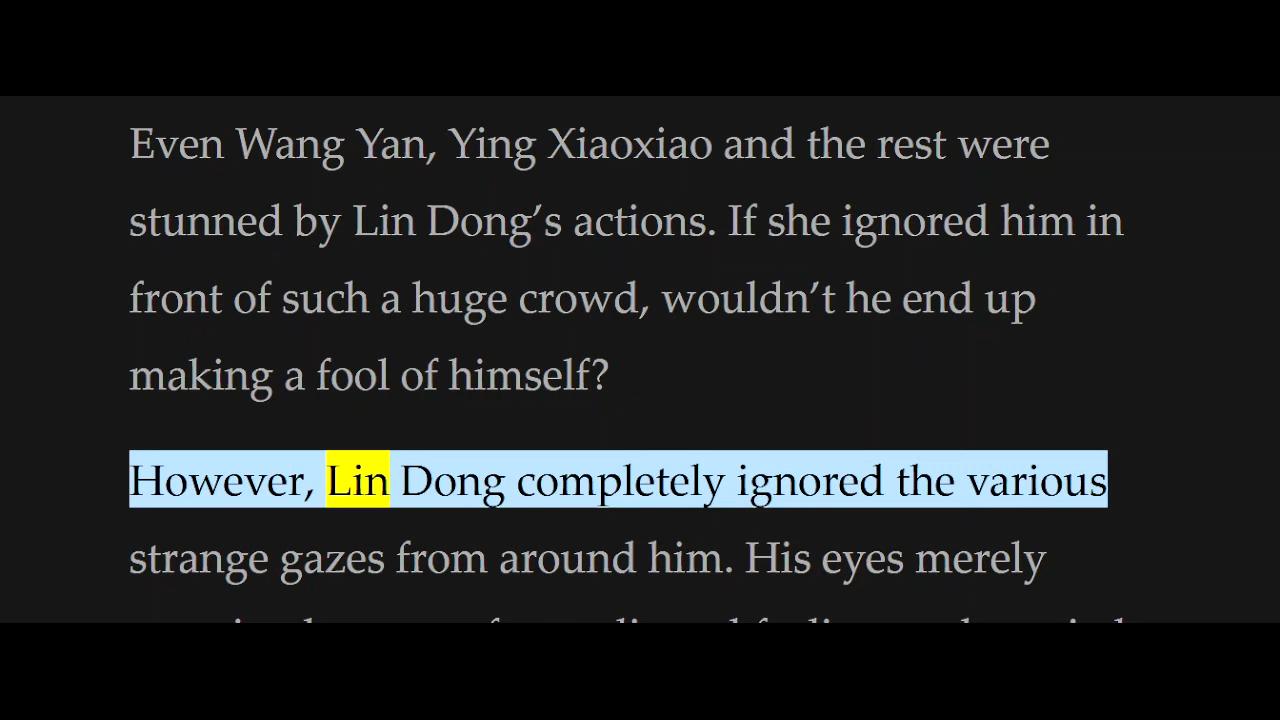 Even Wang Yan, Ying Xiaoxiao and the rest were
stunned by Lin Dong’s actions. If she ignored him in
front of such a huge crowd, wouldn’t he end up
making a fool of himself?
However, Lin Dong completely ignored the various
strange gazes from around him. His eyes merely